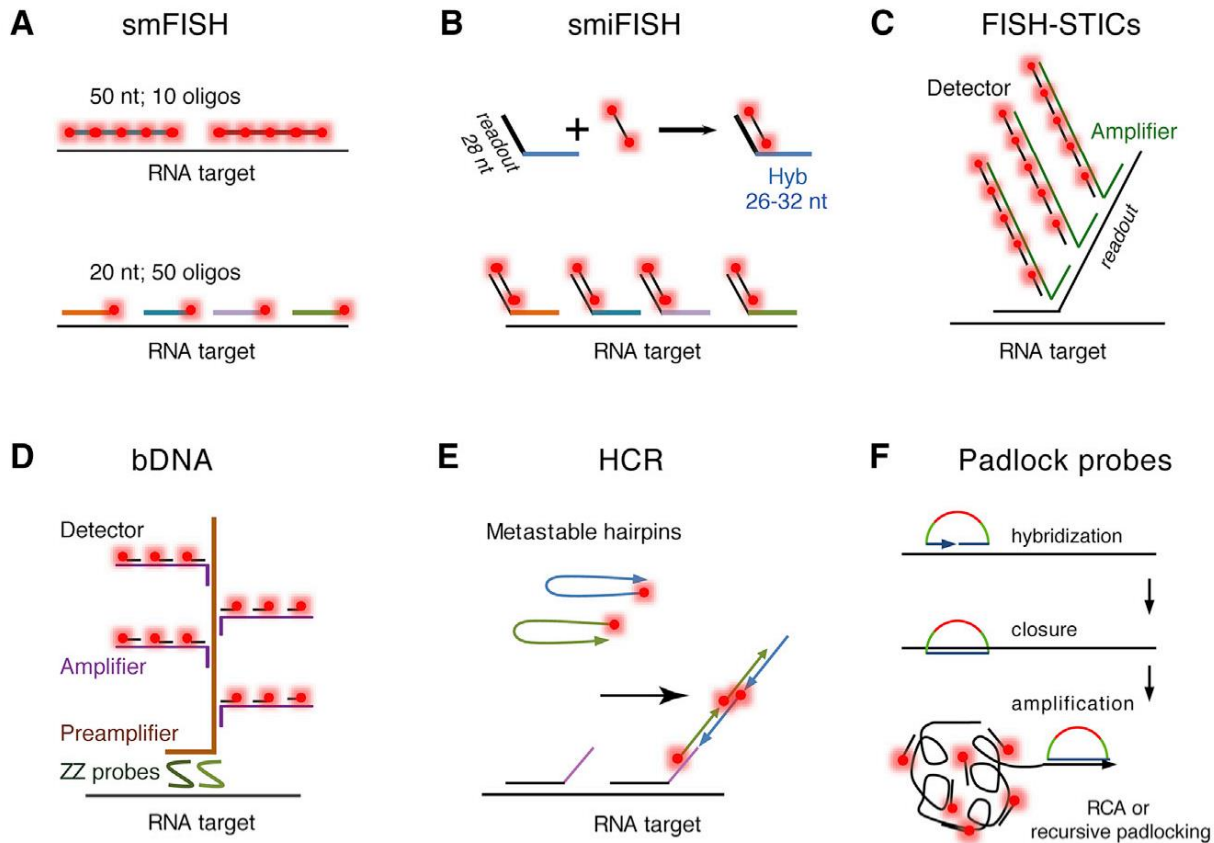 A smFISH
50 nt; 10 oligos
RNA target
20 nt; 50 oligos
RNA target
B smiFISH
readout
28 nt
+
Hyb
26-32 nt
RNA target
C FISH-STICs
Detector
Amplifier
readout
RNA target
D bDNA
Detector
Amplifier
Preamplifier
ZZ probes
RNA target
E HCR
Metastable hairpins
RNA target
F Padlock probes
hybridization
closure
amplification
RCA or
recursive padlocking